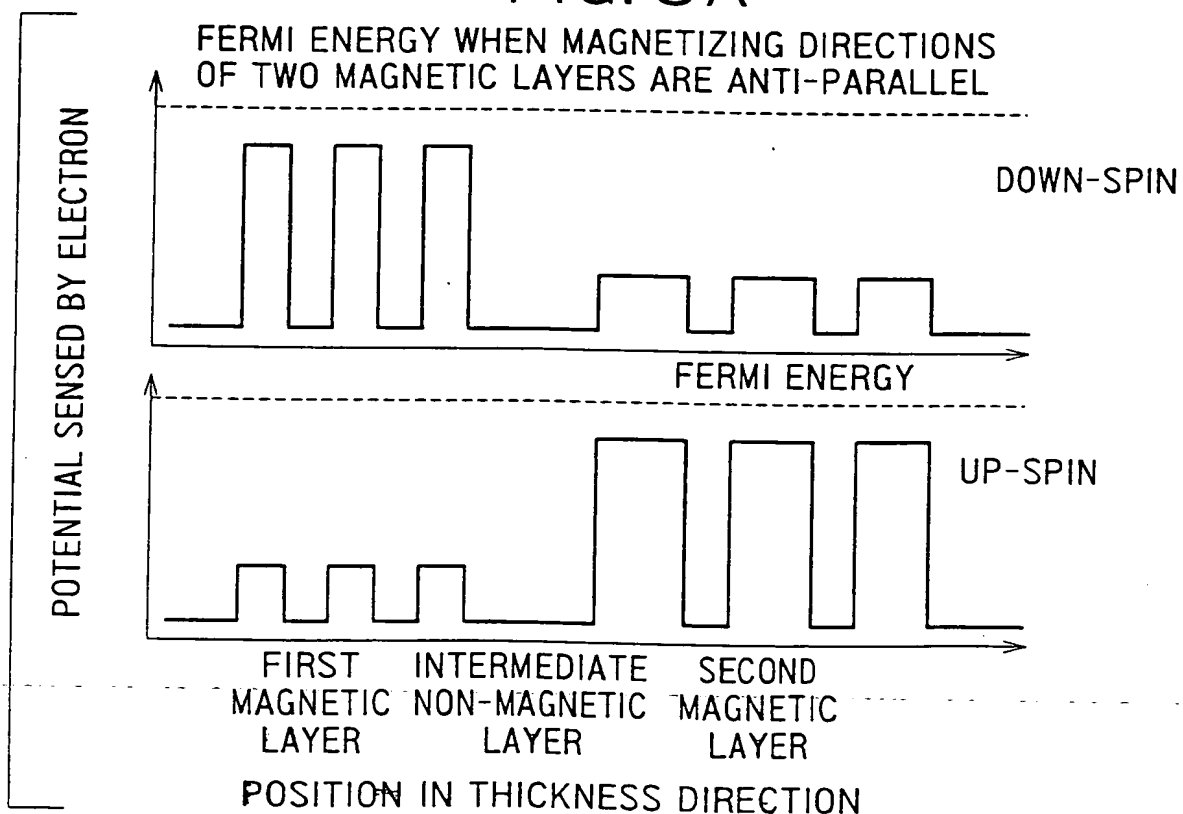 FERMI ENERGY WHEN MAGNETIZING DIRECTIONS
OF TWO MAGNETIC LAYERS ARE ANTI-PARALLEL
POTENTIAL SENSED BY ELECTRON
DOWN-SPIN
FERMI ENERGY
UP-SPIN
FIRST
MAGNETIC
LAYER
INTERMEDIATE
NON-MAGNETIC
LAYER
SECOND
MAGNETIC
LAYER
POSITION IN THICKNESS DIRECTION